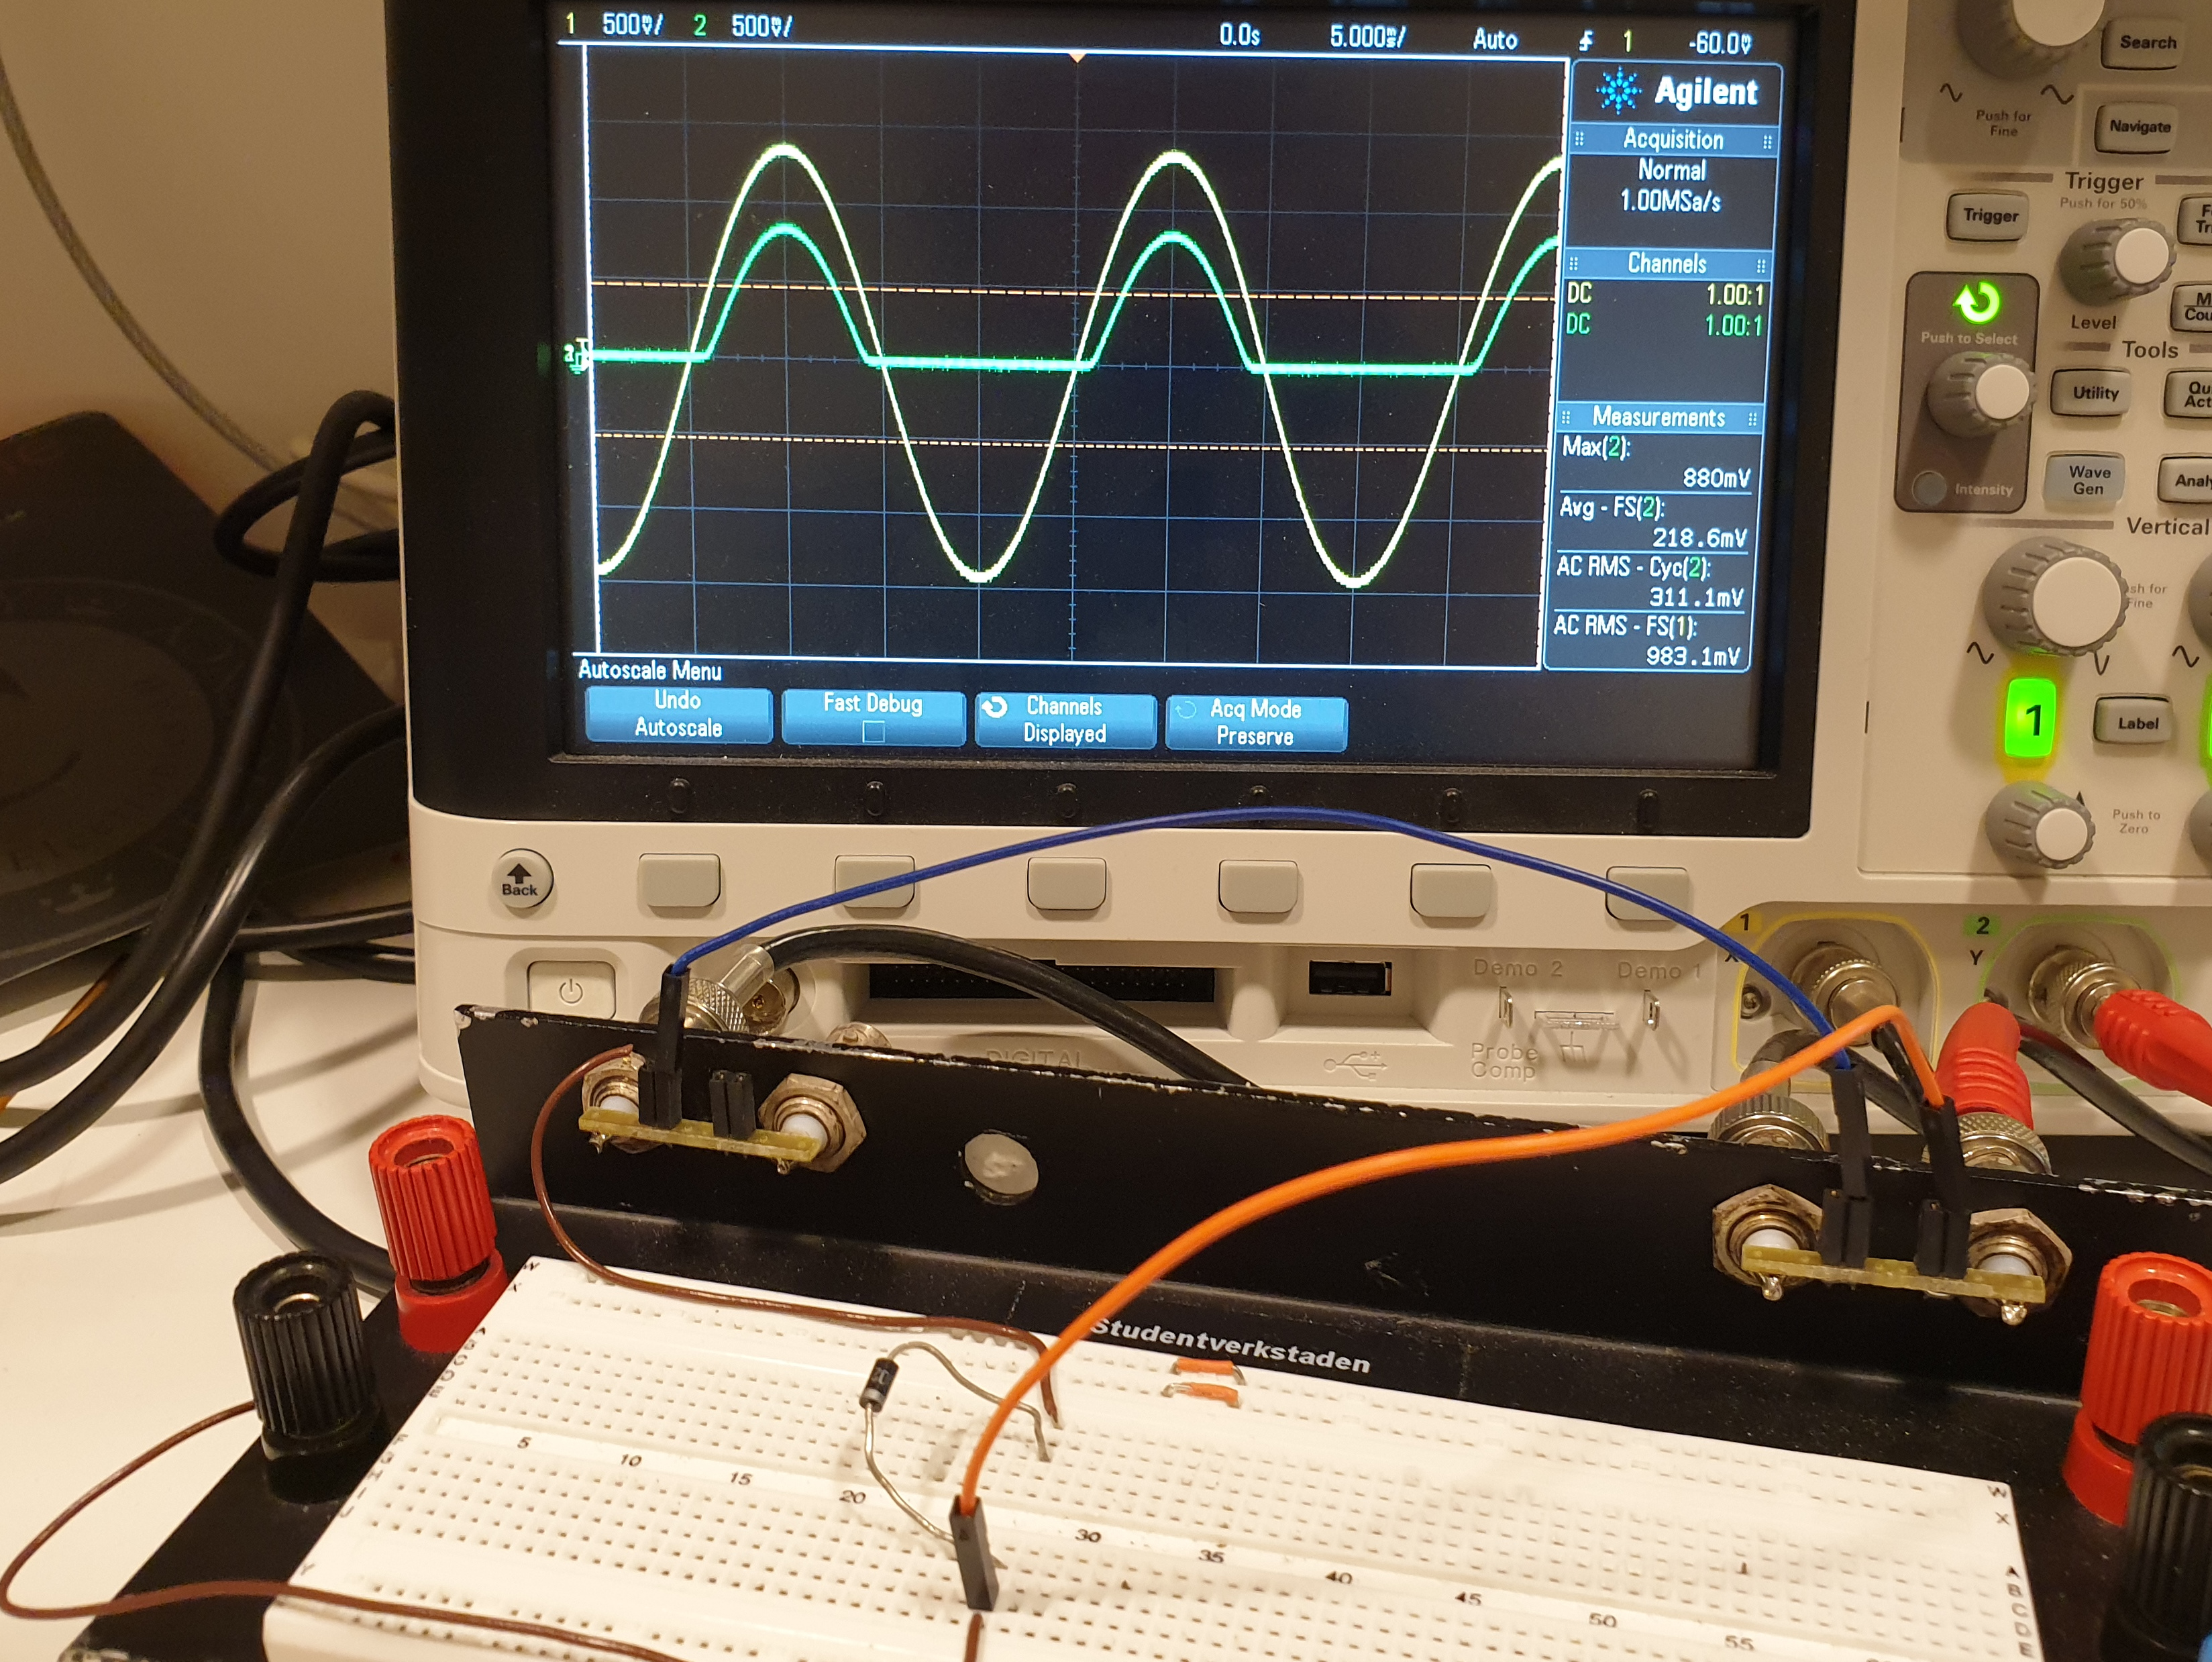 1 500mV/ 2 500mV/ 0.0s 5.000ms/ Auto 1 -60.0V
Agilent
Acquisition
Normal
1.00MSa/s
Channels
DC 1.00:1
DC 1.00:1
Measurements
Max(2):
880mV
Avg - FS(2):
218.6mV
AC RMS - Cyc(2):
311.1mV
AC RMS - FS(1):
983.1mV
Autoscale Menu
Undo
Autoscale
Fast Debug
Channels
Displayed
Acq Mode
Preserve
Search
Push for
Fine
Navigate
Trigger
Push for 50%
Trigger
Level
Push to Select
Tools
Utility
Intensity
Wave
Gen
Vertical
1
Label
Push to
Zero
Back
1
X
2
Y
Demo 2
Demo 1
DIGITAL
Probe
Comp
Studentverkstaden
W
X
A
B
C
D
E
F
G
H
I
J
Y
5 10 15 20 30 35 40 45 50 55
W
X
A
B
C
D
E